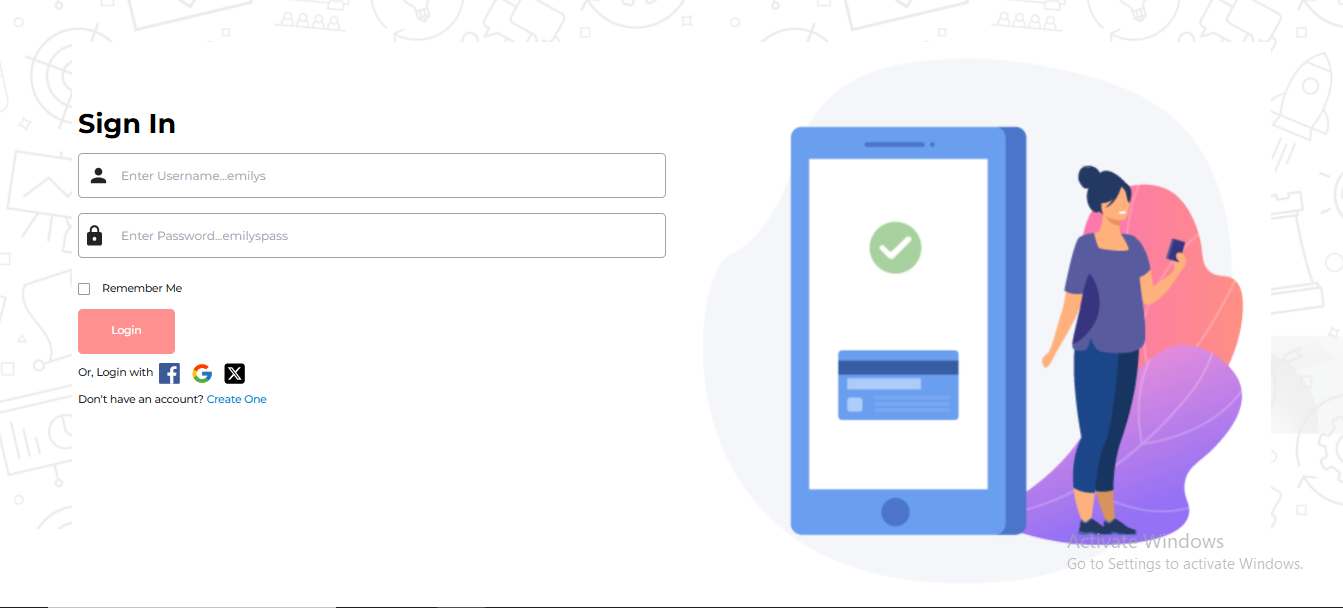 Sign In
Enter Username...emilys
Enter Password...emilyspass
Remember Me
Login
Or, Login with
Don't have an account? Create One
Activate Windows
Go to Settings to activate Windows.